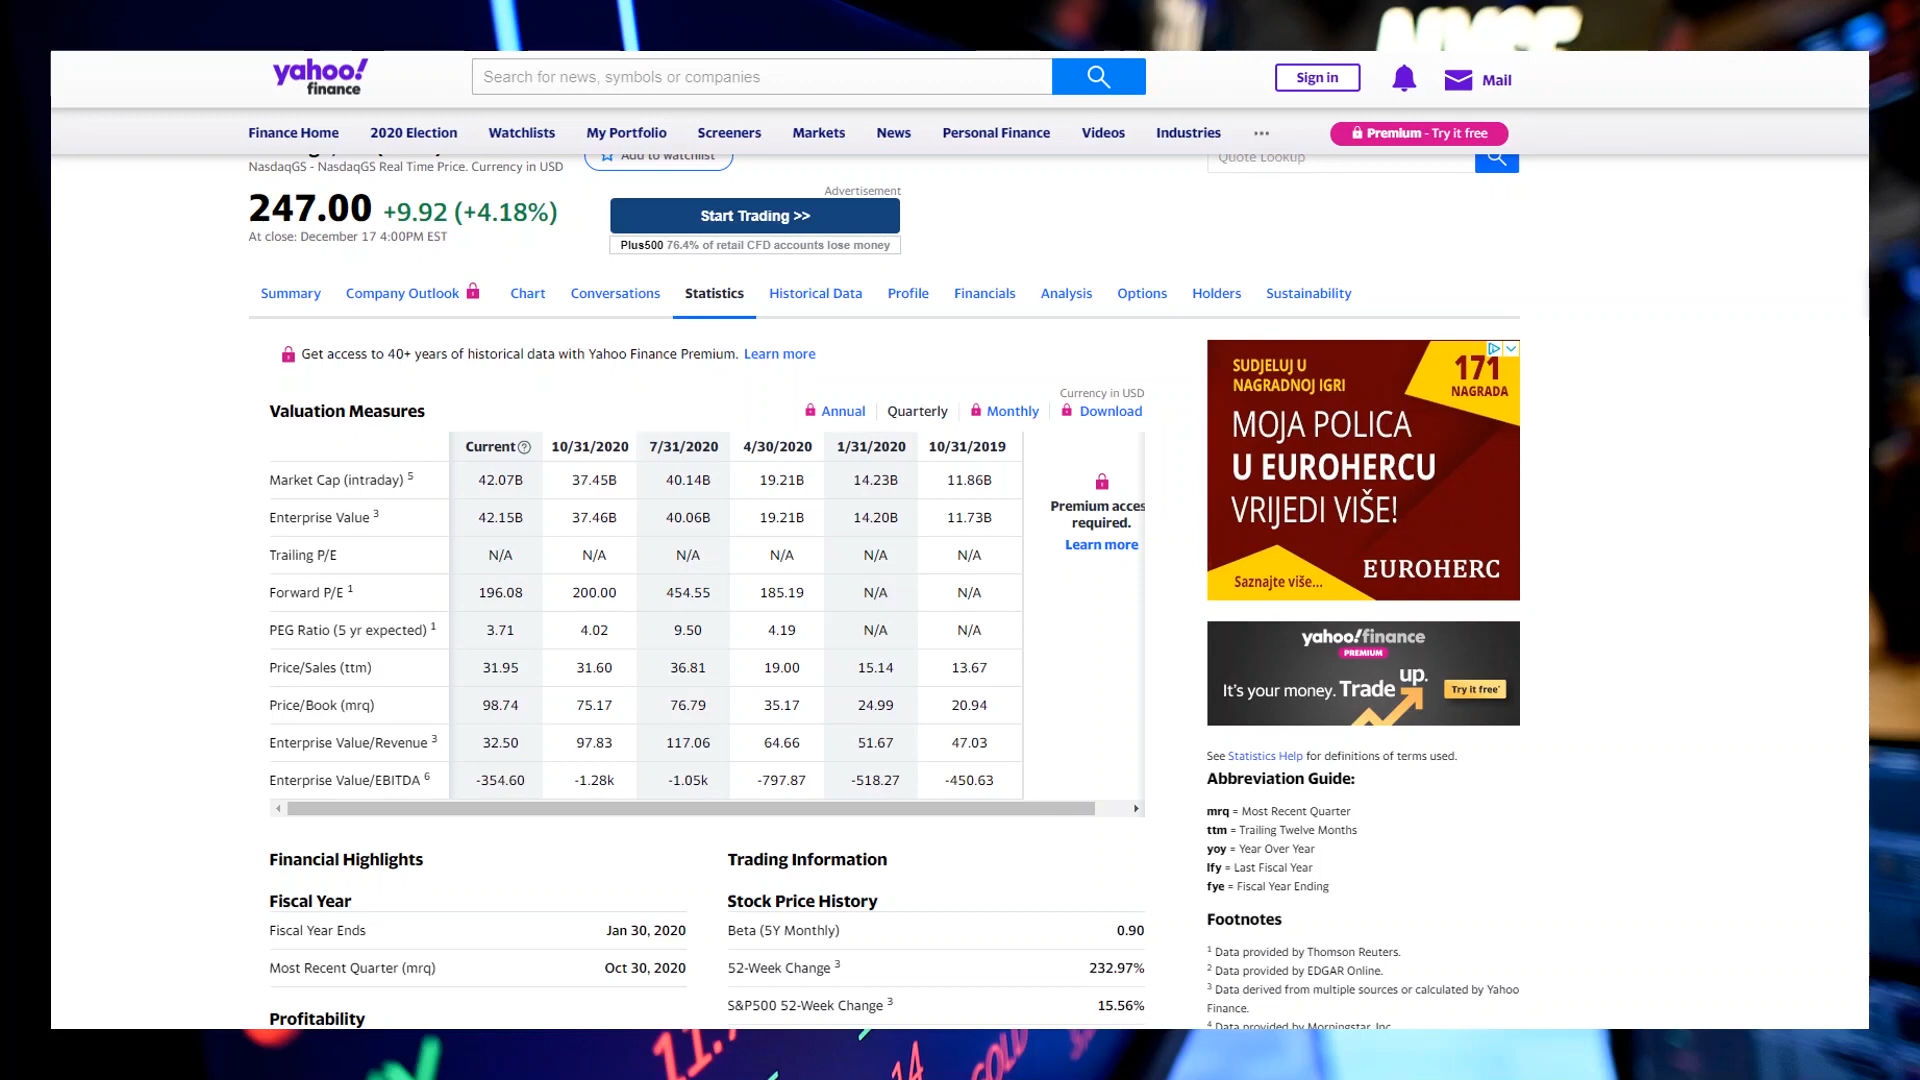 yahoo!
finance
Search for news, symbols or companies
Sign in
Mail
Finance Home
2020 Election
Watchlists
My Portfolio
Screeners
Markets
News
Personal Finance
Videos
Industries
Premium - Try it free
Add to watchlist
Quote Lookup
NasdaqGS - NasdaqGS Real Time Price. Currency in USD
247.00 +9.92 (+4.18%)
At close: December 17 4:00PM EST
Advertisement
Start Trading >>
Plus500 76.4% of retail CFD accounts lose money
Summary
Company Outlook
Chart
Conversations
Statistics
Historical Data
Profile
Financials
Analysis
Options
Holders
Sustainability
Get access to 40+ years of historical data with Yahoo Finance Premium. Learn more
Currency in USD
Valuation Measures
Annual
Quarterly
Monthly
Download
Current 10/31/2020 7/31/2020 4/30/2020 1/31/2020 10/31/2019
Market Cap (intraday) 5 42.07B 37.45B 40.14B 19.21B 14.23B 11.86B
Enterprise Value 3 42.15B 37.46B 40.06B 19.21B 14.20B 11.73B
Trailing P/E N/A N/A N/A N/A N/A N/A
Forward P/E 1 196.08 200.00 454.55 185.19 N/A N/A
PEG Ratio (5 yr expected) 1 3.71 4.02 9.50 4.19 N/A N/A
Price/Sales (ttm) 31.95 31.60 36.81 19.00 15.14 13.67
Price/Book (mrq) 98.74 75.17 76.79 35.17 24.99 20.94
Enterprise Value/Revenue 3 32.50 97.83 117.06 64.66 51.67 47.03
Enterprise Value/EBITDA 6 -354.60 -1.28k -1.05k -797.87 -518.27 -450.63
Premium acces
required.
Learn more
Financial Highlights
Fiscal Year
Fiscal Year Ends Jan 30, 2020
Most Recent Quarter (mrq) Oct 30, 2020
Profitability
Trading Information
Stock Price History
Beta (5Y Monthly) 0.90
52-Week Change 3 232.97%
S&P500 52-Week Change 3 15.56%
SUDJELUJ U
NAGRADNOJ IGRI
171
NAGRADA
MOJA POLICA
U EUROHERCU
VRIJEDI VIŠE!
Saznajte više...
EUROHERC
yahoo!finance
PREMIUM
It's your money. Trade up.
Try it free*
See Statistics Help for definitions of terms used.
Abbreviation Guide:
mrq = Most Recent Quarter
ttm = Trailing Twelve Months
yoy = Year Over Year
lfy = Last Fiscal Year
fye = Fiscal Year Ending
Footnotes
1 Data provided by Thomson Reuters.
2 Data provided by EDGAR Online.
3 Data derived from multiple sources or calculated by Yahoo
Finance.
4 Data provided by Morningstar, Inc.
14
GOLD